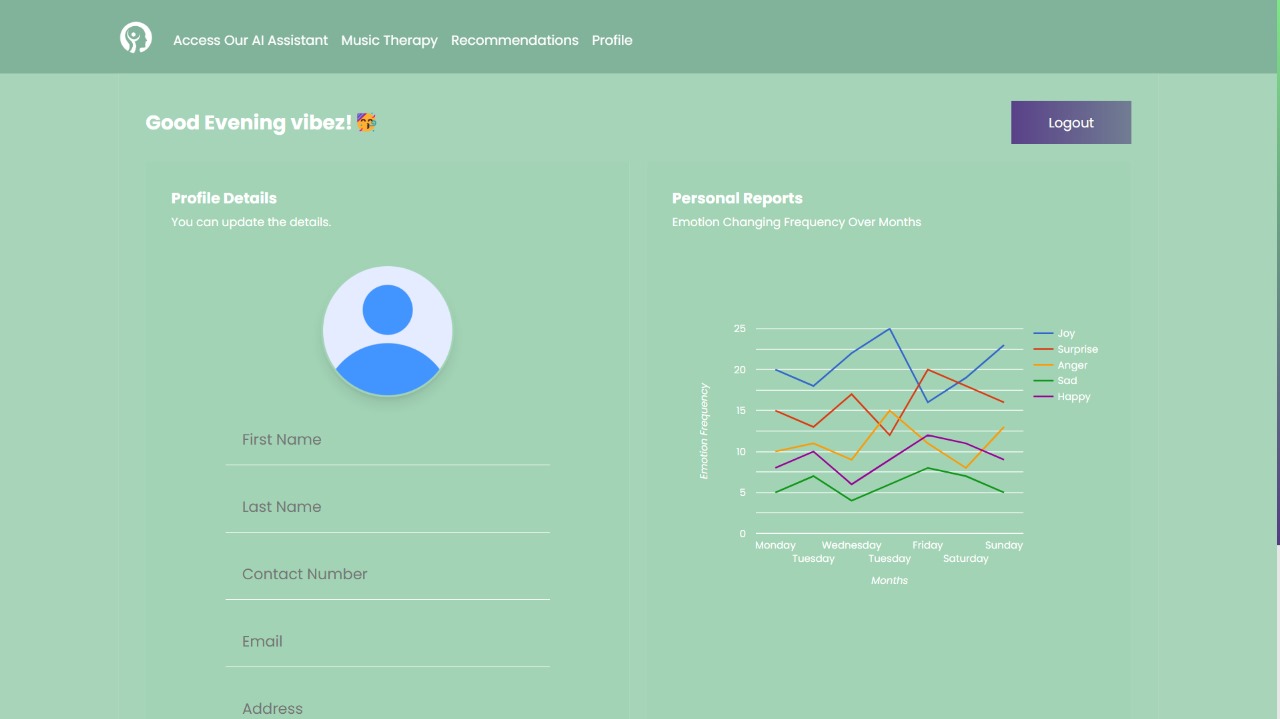 Access Our AI Assistant Music Therapy Recommendations Profile
Good Evening vibez! 🥳
Logout
Profile Details
You can update the details.
First Name
Last Name
Contact Number
Email
Address
Personal Reports
Emotion Changing Frequency Over Months
25
20
15
10
5
0
Emotion Frequency
Joy
Surprise
Anger
Sad
Happy
Monday Wednesday Friday Sunday
Tuesday Tuesday Saturday
Months